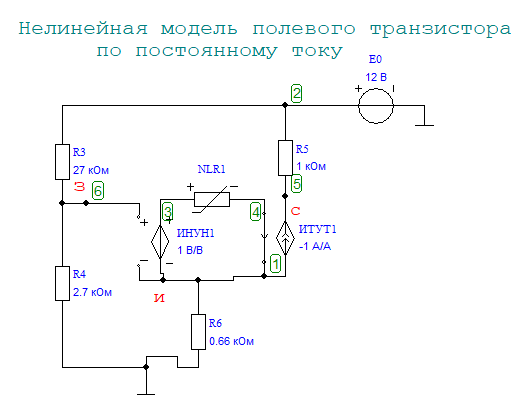 Нелинейная модель полевого транзистора
по постоянному току
E0
12 В
+
2
R3
27 кОм
R5
1 кОм
NLR1
З
6
5
+ −
3
4
С
+ +
ИНУН1
1 В/В
ИТУТ1
-1 А/А
− −
1
R4
2.7 кОм
И
R6
0.66 кОм